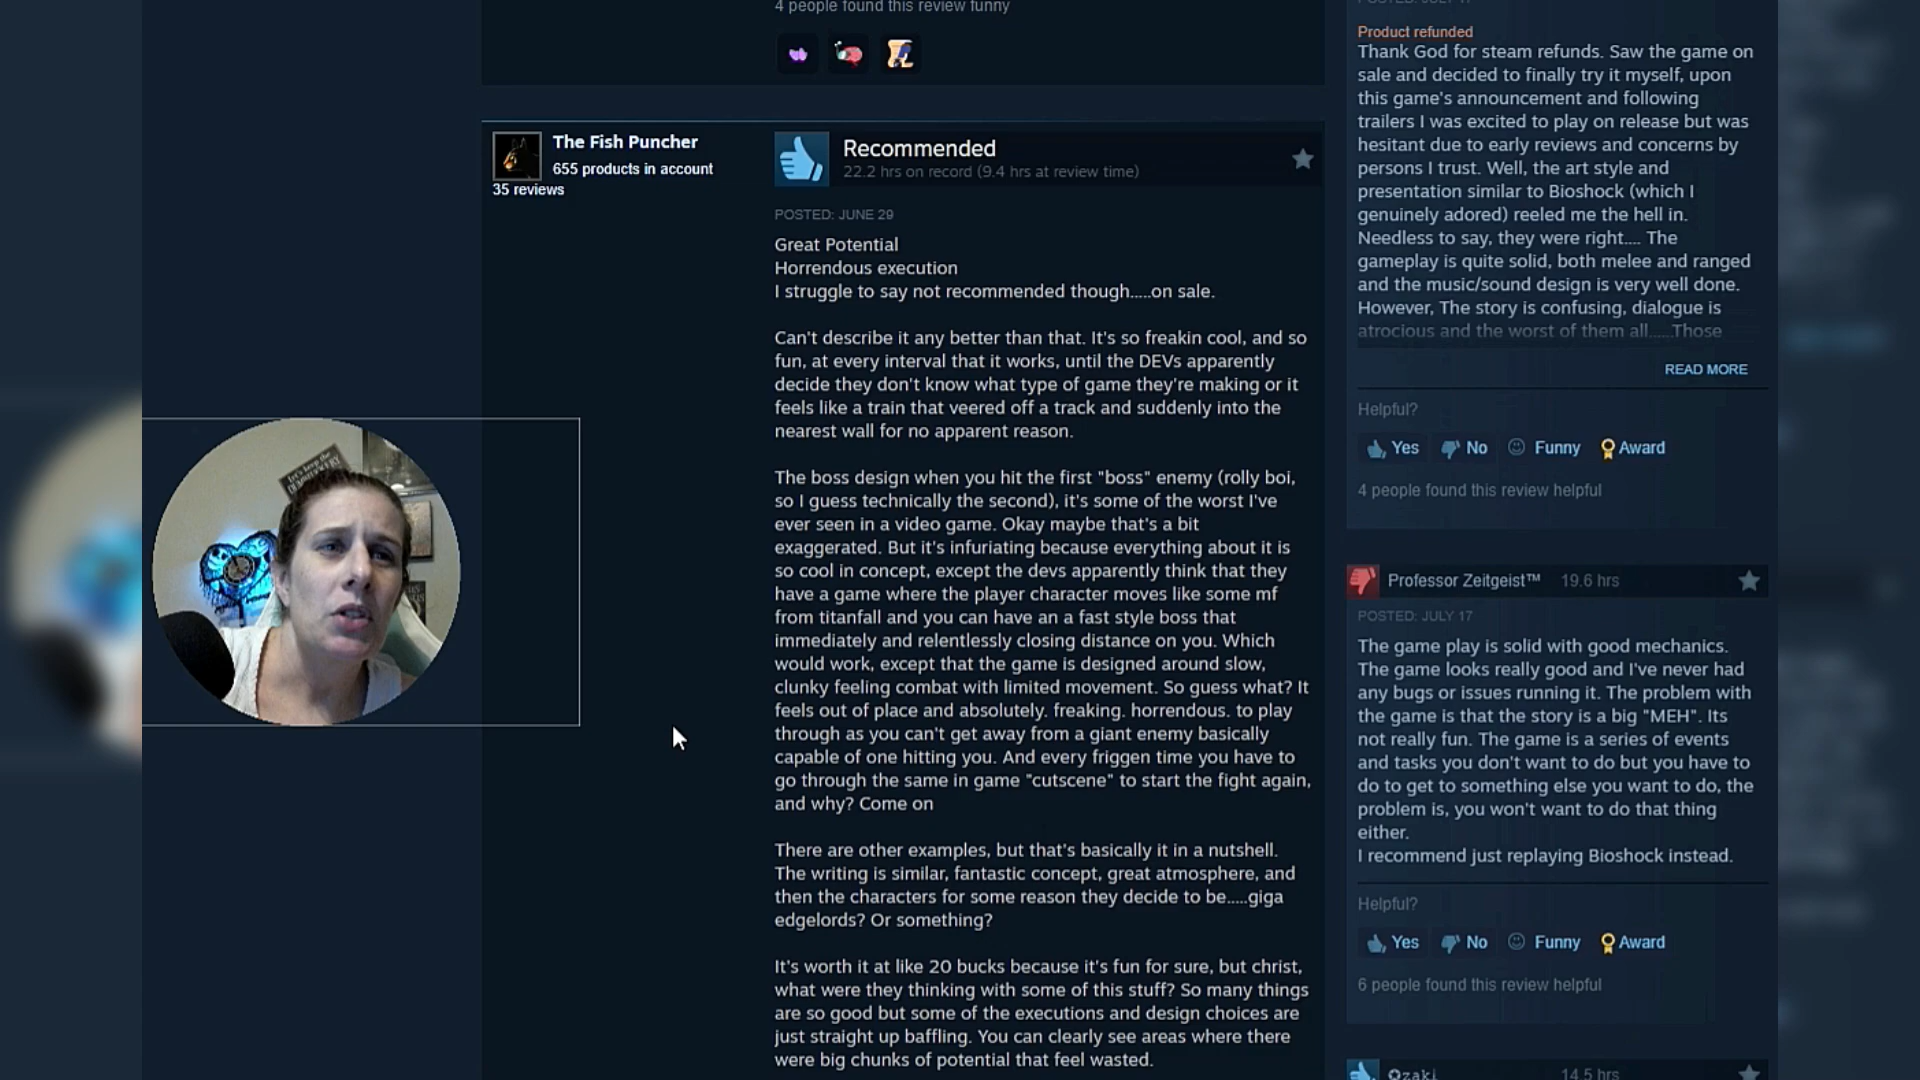 4 people found this review funny
The Fish Puncher
655 products in account
35 reviews
Recommended
22.2 hrs on record (9.4 hrs at review time)
POSTED: JUNE 29
Great Potential
Horrendous execution
I struggle to say not recommended though.....on sale.
Can't describe it any better than that. It's so freakin cool, and so
fun, at every interval that it works, until the DEVs apparently
decide they don't know what type of game they're making or it
feels like a train that veered off a track and suddenly into the
nearest wall for no apparent reason.
The boss design when you hit the first "boss" enemy (rolly boi,
so I guess technically the second), it's some of the worst I've
ever seen in a video game. Okay maybe that's a bit
exaggerated. But it's infuriating because everything about it is
so cool in concept, except the devs apparently think that they
have a game where the player character moves like some mf
from titanfall and you can have an a fast style boss that
immediately and relentlessly closing distance on you. Which
would work, except that the game is designed around slow,
clunky feeling combat with limited movement. So guess what? It
feels out of place and absolutely. freaking. horrendous. to play
through as you can't get away from a giant enemy basically
capable of one hitting you. And every friggen time you have to
go through the same in game "cutscene" to start the fight again,
and why? Come on
There are other examples, but that's basically it in a nutshell.
The writing is similar, fantastic concept, great atmosphere, and
then the characters for some reason they decide to be.....giga
edgelords? Or something?
It's worth it at like 20 bucks because it's fun for sure, but christ,
what were they thinking with some of this stuff? So many things
are so good but some of the executions and design choices are
just straight up baffling. You can clearly see areas where there
were big chunks of potential that feel wasted.
Product refunded
Thank God for steam refunds. Saw the game on
sale and decided to finally try it myself, upon
this game's announcement and following
trailers I was excited to play on release but was
hesitant due to early reviews and concerns by
persons I trust. Well, the art style and
presentation similar to Bioshock (which I
genuinely adored) reeled me the hell in.
Needless to say, they were right.... The
gameplay is quite solid, both melee and ranged
and the music/sound design is very well done.
However, The story is confusing, dialogue is
atrocious and the worst of them all.....Those
READ MORE
Helpful?
Yes No Funny Award
4 people found this review helpful
Professor Zeitgeist™ 19.6 hrs
POSTED: JULY 17
The game play is solid with good mechanics.
The game looks really good and I've never had
any bugs or issues running it. The problem with
the game is that the story is a big "MEH". Its
not really fun. The game is a series of events
and tasks you don't want to do but you have to
do to get to something else you want to do, the
problem is, you won't want to do that thing
either.
I recommend just replaying Bioshock instead.
Helpful?
Yes No Funny Award
6 people found this review helpful
14.5 hrs